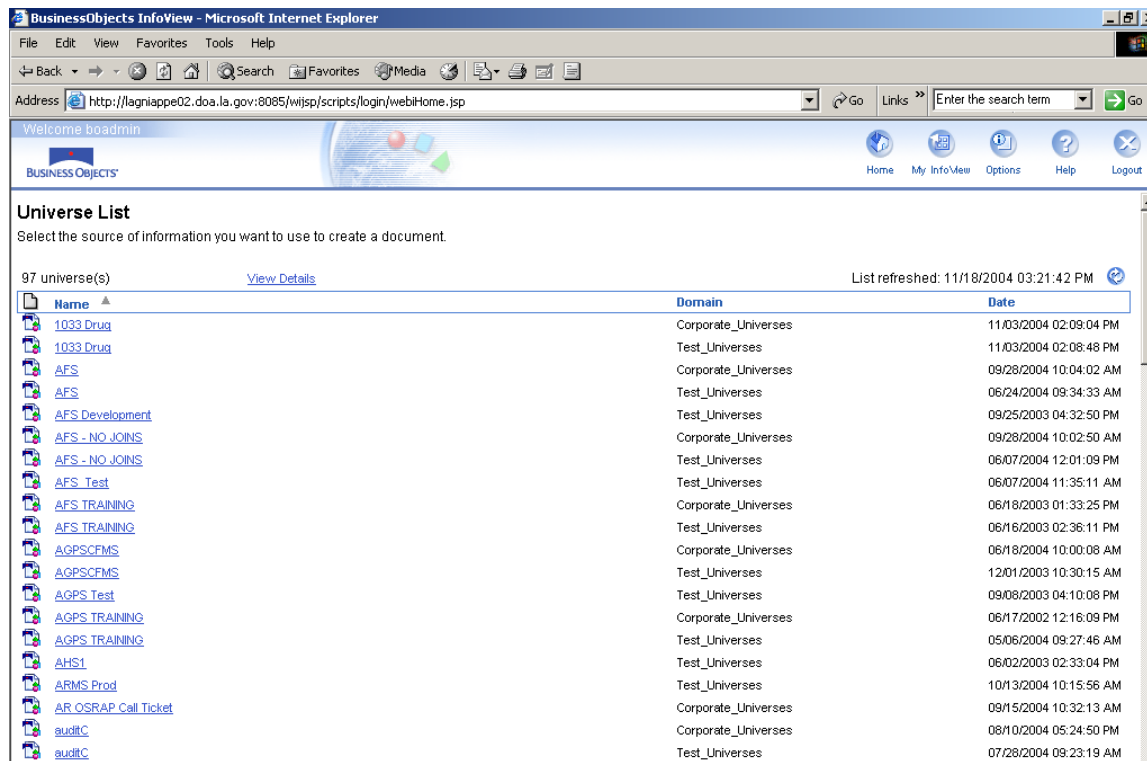 BusinessObjects InfoView - Microsoft Internet Explorer
File Edit View Favorites Tools Help
Back Search Favorites Media
Address http://lagniappe02.doa.la.gov:8085/wijsp/scripts/login/webiHome.jsp Go Links » Enter the search term Go
Welcome boadmin
BUSINESS OBJECTS
Home My InfoView Options Help Logout
Universe List
Select the source of information you want to use to create a document.
97 universe(s) View Details List refreshed: 11/18/2004 03:21:42 PM
Name Domain Date
1033 Drug Corporate_Universes 11/03/2004 02:09:04 PM
1033 Drug Test_Universes 11/03/2004 02:08:48 PM
AFS Corporate_Universes 09/28/2004 10:04:02 AM
AFS Test_Universes 06/24/2004 09:34:33 AM
AFS Development Test_Universes 09/25/2003 04:32:50 PM
AFS - NO JOINS Corporate_Universes 09/28/2004 10:02:50 AM
AFS - NO JOINS Test_Universes 06/07/2004 12:01:09 PM
AFS_Test Test_Universes 06/07/2004 11:35:11 AM
AFS TRAINING Corporate_Universes 06/18/2003 01:33:25 PM
AFS TRAINING Test_Universes 06/16/2003 02:36:11 PM
AGPSCFMS Corporate_Universes 06/18/2004 10:00:08 AM
AGPSCFMS Test_Universes 12/01/2003 10:30:15 AM
AGPS Test Test_Universes 09/08/2003 04:10:08 PM
AGPS TRAINING Corporate_Universes 06/17/2002 12:16:09 PM
AGPS TRAINING Test_Universes 05/06/2004 09:27:46 AM
AHS1 Test_Universes 06/02/2003 02:33:04 PM
ARMS Prod Test_Universes 10/13/2004 10:15:56 AM
AR OSRAP Call Ticket Corporate_Universes 09/15/2004 10:32:13 AM
auditC Corporate_Universes 08/10/2004 05:24:50 PM
auditC Test_Universes 07/28/2004 09:23:19 AM